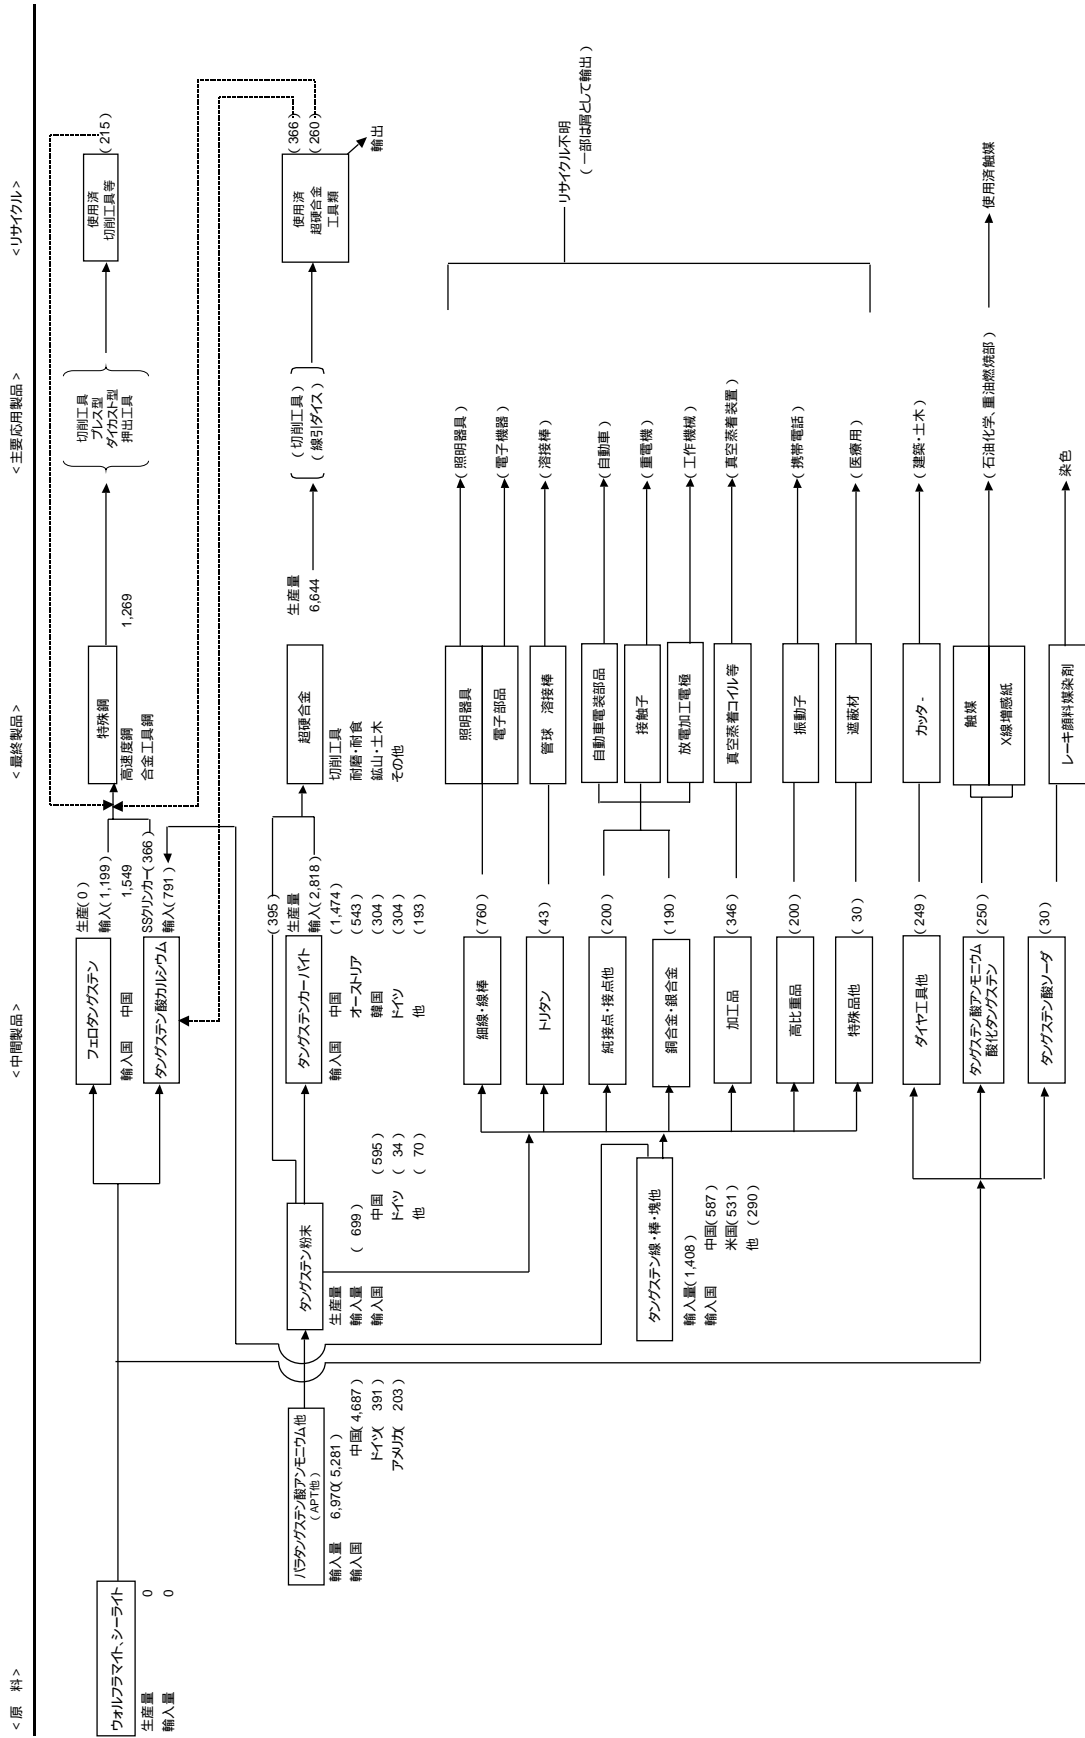 <原　料>
<中間製品>
<最終製品>
<主要応用製品>
<リサイクル>
ウォルフラマイト、シーライト
生産量 0
輸入量 0
フェロタングステン
生産(0)
輸入(1,199)
1,549
輸入国 中国
タングステン酸カルシウム
SSクリンカー(366)
輸入(791)
特殊鋼
高速度鋼
合金工具鋼
1,269
切削工具
プレス型
ダイカスト型
押出工具
使用済
切削工具等
(215)
パラタングステン酸アンモニウム他
(APT他)
輸入量 6,970(5,281)
輸入国 中国(4,687)
ドイツ( 391)
アメリカ( 203)
タングステン粉末
生産量
輸入量 ( 699)
輸入国 中国 (595)
ドイツ ( 34)
他 ( 70)
(395)
タングステンカーバイト
生産量
輸入(2,818)
輸入国 中国 (1,474)
オーストリア (543)
韓国 (304)
ドイツ (304)
他 (193)
超硬合金
切削工具
耐磨・耐食
鉱山・土木
その他
生産量
6,644
(切削工具)
(線引ダイス)
使用済
超硬合金
工具類
(366)
(260)
輸出
タングステン線・棒・塊他
輸入量(1,408)
輸入国 中国(587)
米国(531)
他 (290)
細線・線棒 (760)
照明器具 (照明器具)
電子部品 (電子機器)
トリタン (43)
管球 溶接棒 (溶接棒)
純接点・接点他 (200)
銅合金・銀合金 (190)
自動車電装部品 (自動車)
接触子 (重電機)
放電加工電極 (工作機械)
加工品 (346)
真空蒸着コイル等 (真空蒸着装置)
高比重品 (200)
振動子 (携帯電話)
特殊品他 ( 30)
遮蔽材 (医療用)
リサイクル不明
(一部は屑として輸出)
ダイヤ工具他 (249)
カッタ- (建築・土木)
タングステン酸アンモニウム
酸化タングステン
(250)
触媒 (石油化学、重油燃焼部)
X線増感紙
使用済触媒
タングステン酸ソーダ (30)
レーキ顔料媒染剤 染色